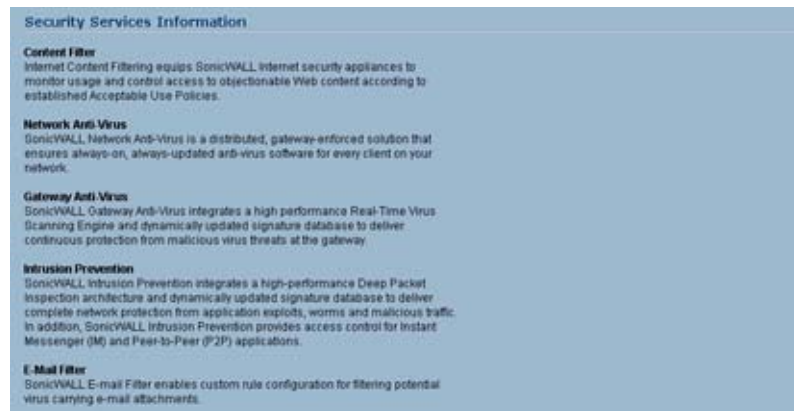 Security Services Information
Content Filter
Internet Content Filtering equips SonicWALL Internet security appliances to
monitor usage and control access to objectionable Web content according to
established Acceptable Use Policies.
Network Anti-Virus
SonicWALL Network Anti-Virus is a distributed, gateway-enforced solution that
ensures always-on, always-updated anti-virus software for every client on your
network.
Gateway Anti-Virus
SonicWALL Gateway Anti-Virus integrates a high performance Real-Time Virus
Scanning Engine and dynamically updated signature database to deliver
continuous protection from malicious virus threats at the gateway.
Intrusion Prevention
SonicWALL Intrusion Prevention integrates a high-performance Deep Packet
Inspection architecture and dynamically updated signature database to deliver
complete network protection from application exploits, worms and malicious traffic.
In addition, SonicWALL Intrusion Prevention provides access control for Instant
Messenger (IM) and Peer-to-Peer (P2P) applications.
E-Mail Filter
SonicWALL E-mail Filter enables custom rule configuration for filtering potential
virus carrying e-mail attachments.